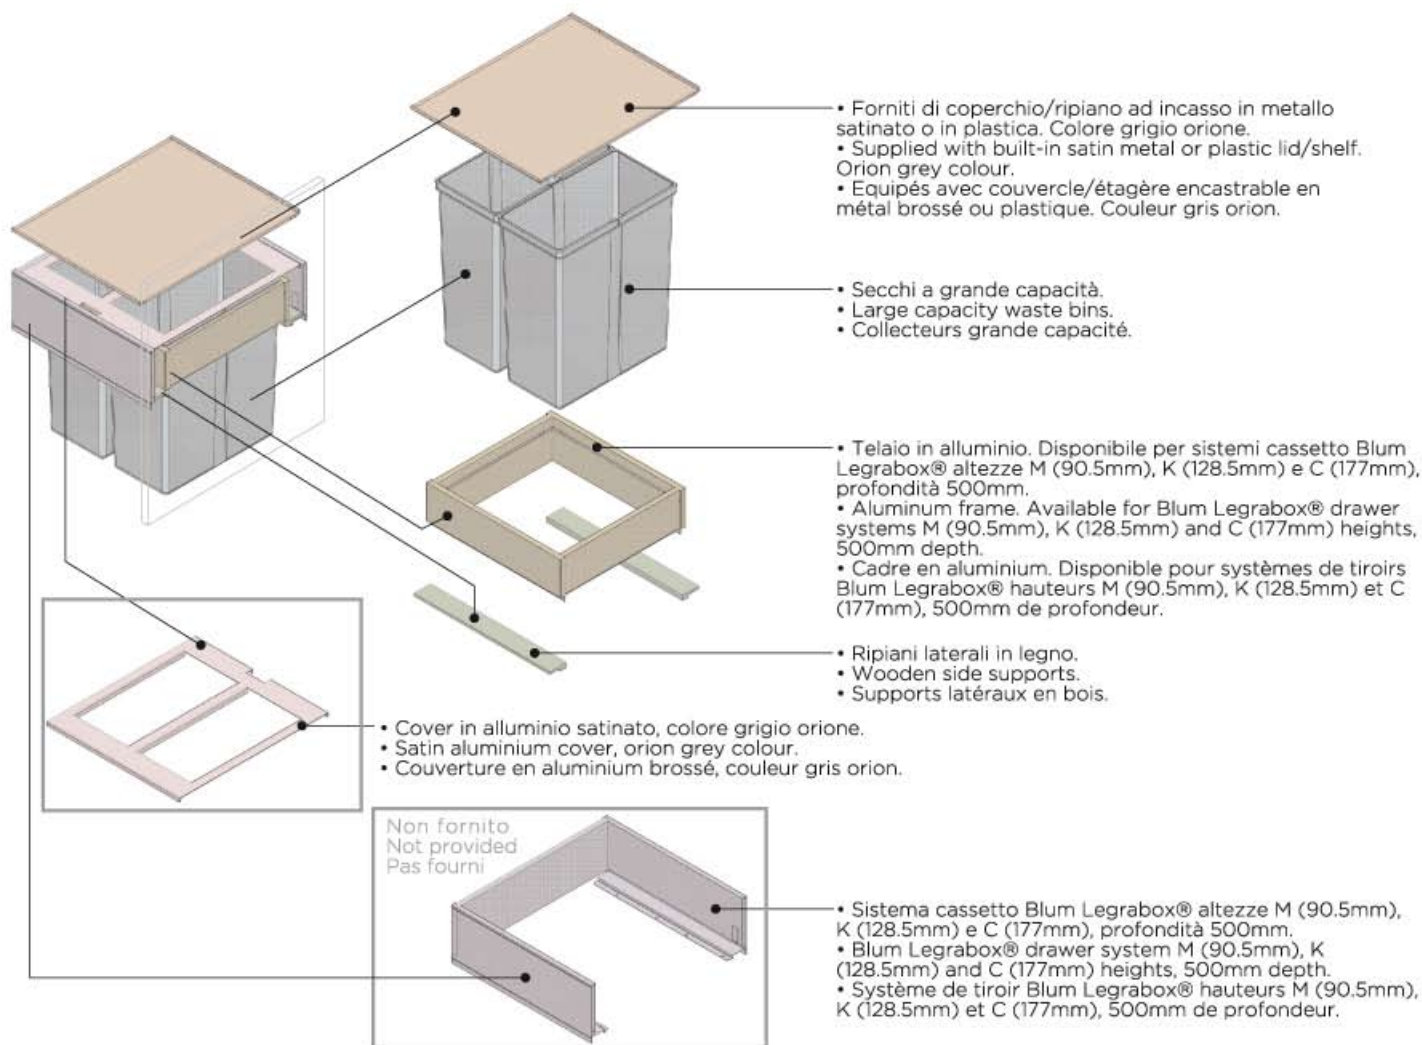 • Forniti di coperchio/ripiano ad incasso in metallo
satinato o in plastica. Colore grigio orione.
• Supplied with built-in satin metal or plastic lid/shelf.
Orion grey colour.
• Equipés avec couvercle/étagère encastrable en
métal brossé ou plastique. Couleur gris orion.
• Secchi a grande capacità.
• Large capacity waste bins.
• Collecteurs grande capacité.
• Telaio in alluminio. Disponibile per sistemi cassetto Blum
Legrabox® altezze M (90.5mm), K (128.5mm) e C (177mm),
profondità 500mm.
• Aluminum frame. Available for Blum Legrabox® drawer
systems M (90.5mm), K (128.5mm) and C (177mm) heights,
500mm depth.
• Cadre en aluminium. Disponible pour systèmes de tiroirs
Blum Legrabox® hauteurs M (90.5mm), K (128.5mm) et C
(177mm), 500mm de profondeur.
• Ripiani laterali in legno.
• Wooden side supports.
• Supports latéraux en bois.
• Cover in alluminio satinato, colore grigio orione.
• Satin aluminium cover, orion grey colour.
• Couverture en aluminium brossé, couleur gris orion.
Non fornito
Not provided
Pas fourni
• Sistema cassetto Blum Legrabox® altezze M (90.5mm),
K (128.5mm) e C (177mm), profondità 500mm.
• Blum Legrabox® drawer system M (90.5mm), K
(128.5mm) and C (177mm) heights, 500mm depth.
• Système de tiroir Blum Legrabox® hauteurs M (90.5mm),
K (128.5mm) et C (177mm), 500mm de profondeur.